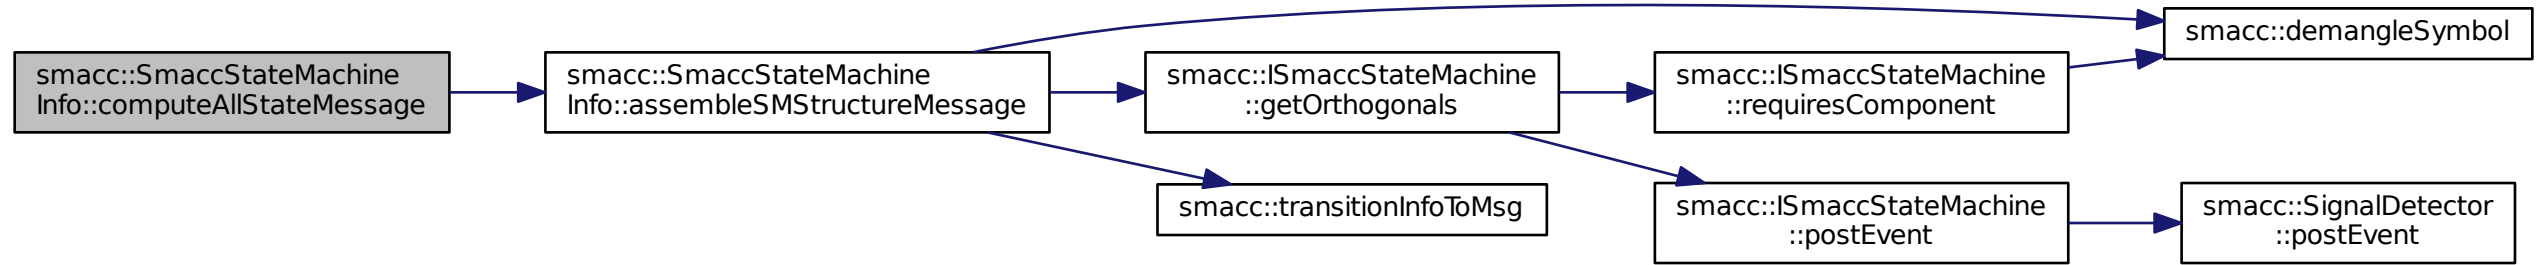 smacc::SmaccStateMachine
Info::computeAllStateMessage
smacc::SmaccStateMachine
Info::assembleSMStructureMessage
smacc::ISmaccStateMachine
::getOrthogonals
smacc::ISmaccStateMachine
::requiresComponent
smacc::demangleSymbol
smacc::transitionInfoToMsg
smacc::ISmaccStateMachine
::postEvent
smacc::SignalDetector
::postEvent